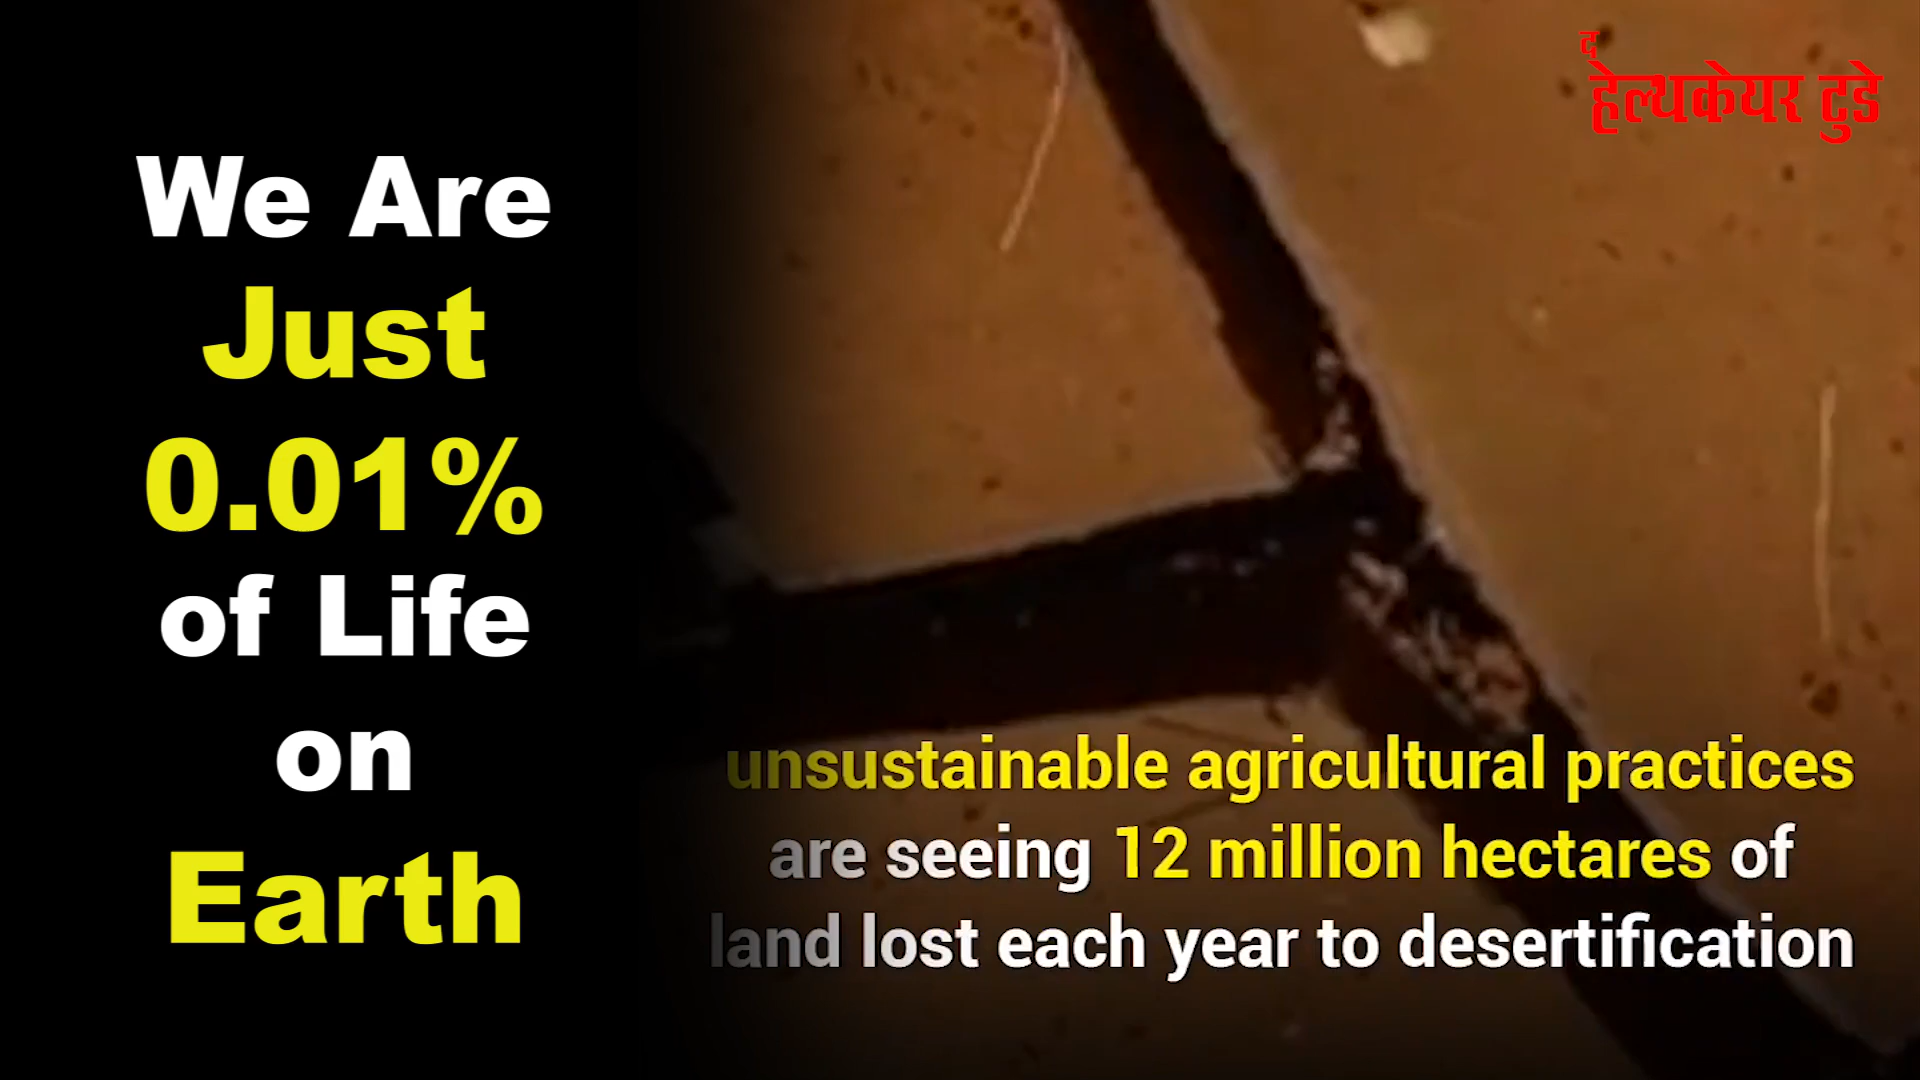 We Are
Just
0.01%
of Life
on
Earth
द
हेल्थकेयर टुडे
unsustainable agricultural practices
are seeing 12 million hectares of
land lost each year to desertification